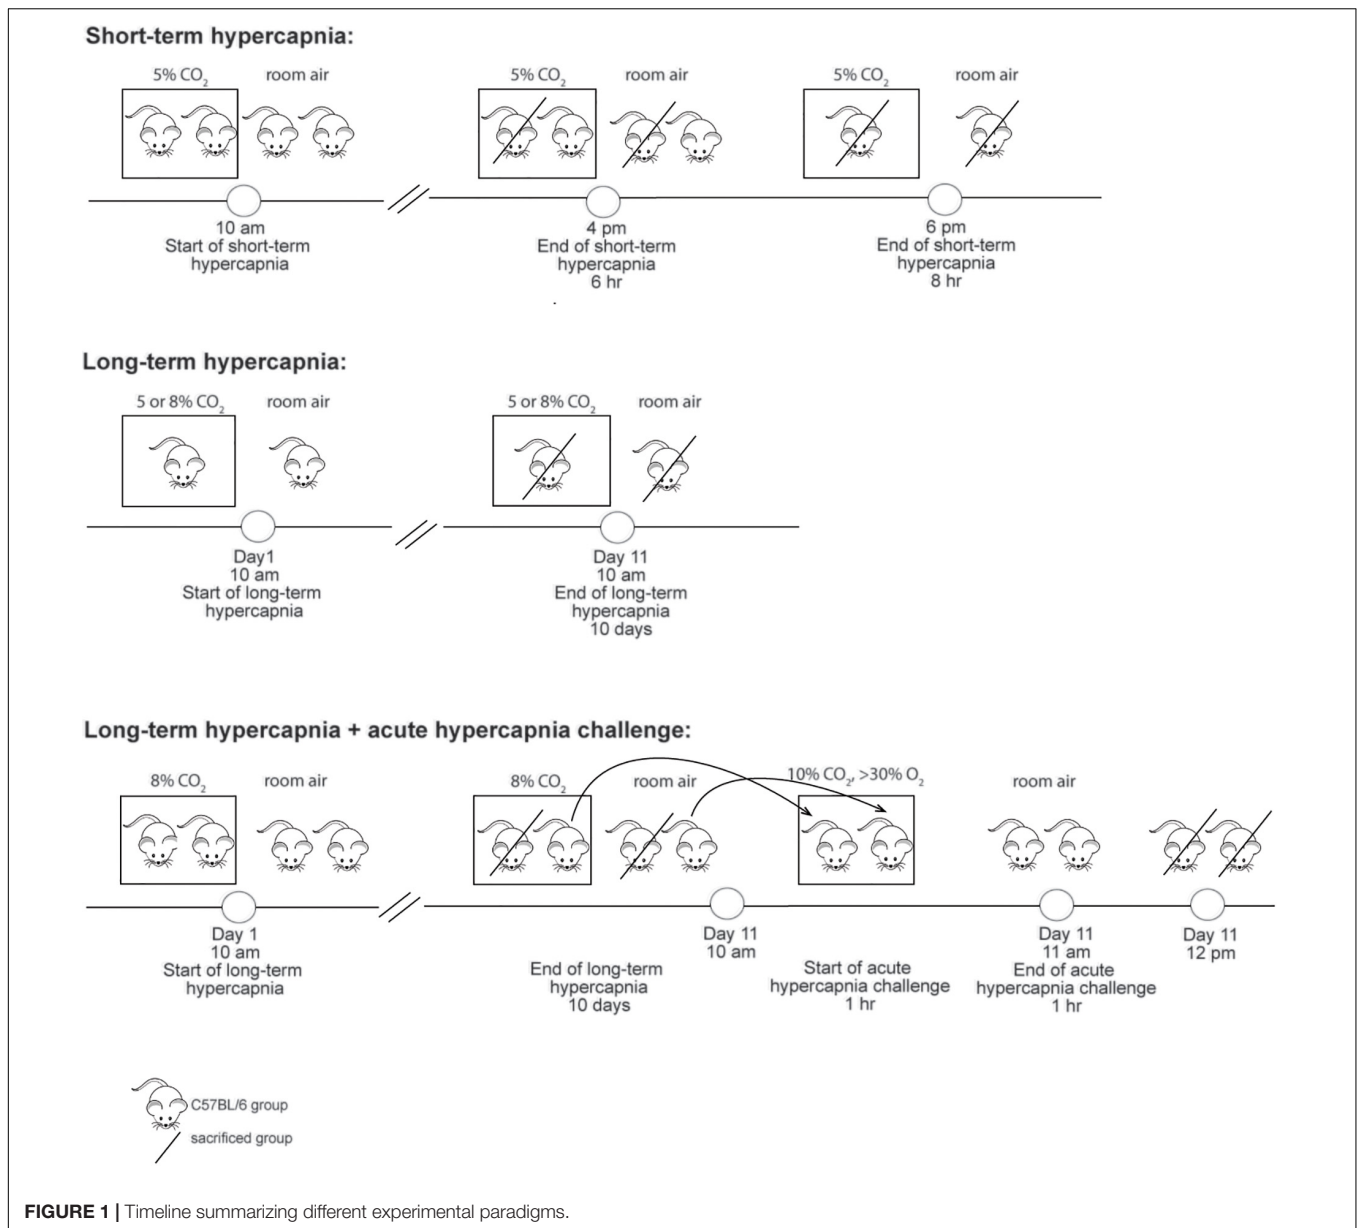 Short-term hypercapnia:
5% CO2 room air 5% CO2 room air 5% CO2 room air
10 am
Start of short-term
hypercapnia
4 pm
End of short-term
hypercapnia
6 hr
6 pm
End of short-term
hypercapnia
8 hr
Long-term hypercapnia:
5 or 8% CO2 room air 5 or 8% CO2 room air
Day1
10 am
Start of long-term
hypercapnia
Day 11
10 am
End of long-term
hypercapnia
10 days
Long-term hypercapnia + acute hypercapnia challenge:
8% CO2 room air 8% CO2 room air 10% CO2, >30% O2 room air
Day 1
10 am
Start of long-term
hypercapnia
End of long-term
hypercapnia
10 days
Day 11
10 am
Start of acute
hypercapnia challenge
1 hr
Day 11
11 am
End of acute
hypercapnia challenge
1 hr
Day 11
12 pm
C57BL/6 group
sacrificed group
FIGURE 1 | Timeline summarizing different experimental paradigms.